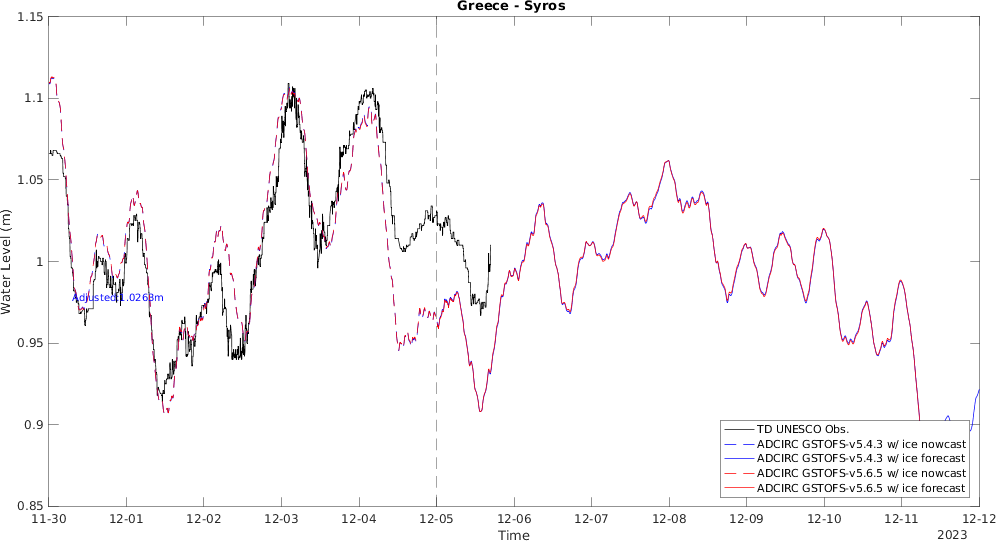 Greece - Syros
1.15
1.1
1.05
1
0.95
0.9
0.85
Water Level (m)
Adjusted:1.0263m
TD UNESCO Obs.
ADCIRC GSTOFS-v5.4.3 w/ ice nowcast
ADCIRC GSTOFS-v5.4.3 w/ ice forecast
ADCIRC GSTOFS-v5.6.5 w/ ice nowcast
ADCIRC GSTOFS-v5.6.5 w/ ice forecast
11-30 12-01 12-02 12-03 12-04 12-05 12-06 12-07 12-08 12-09 12-10 12-11 12-12
Time
2023